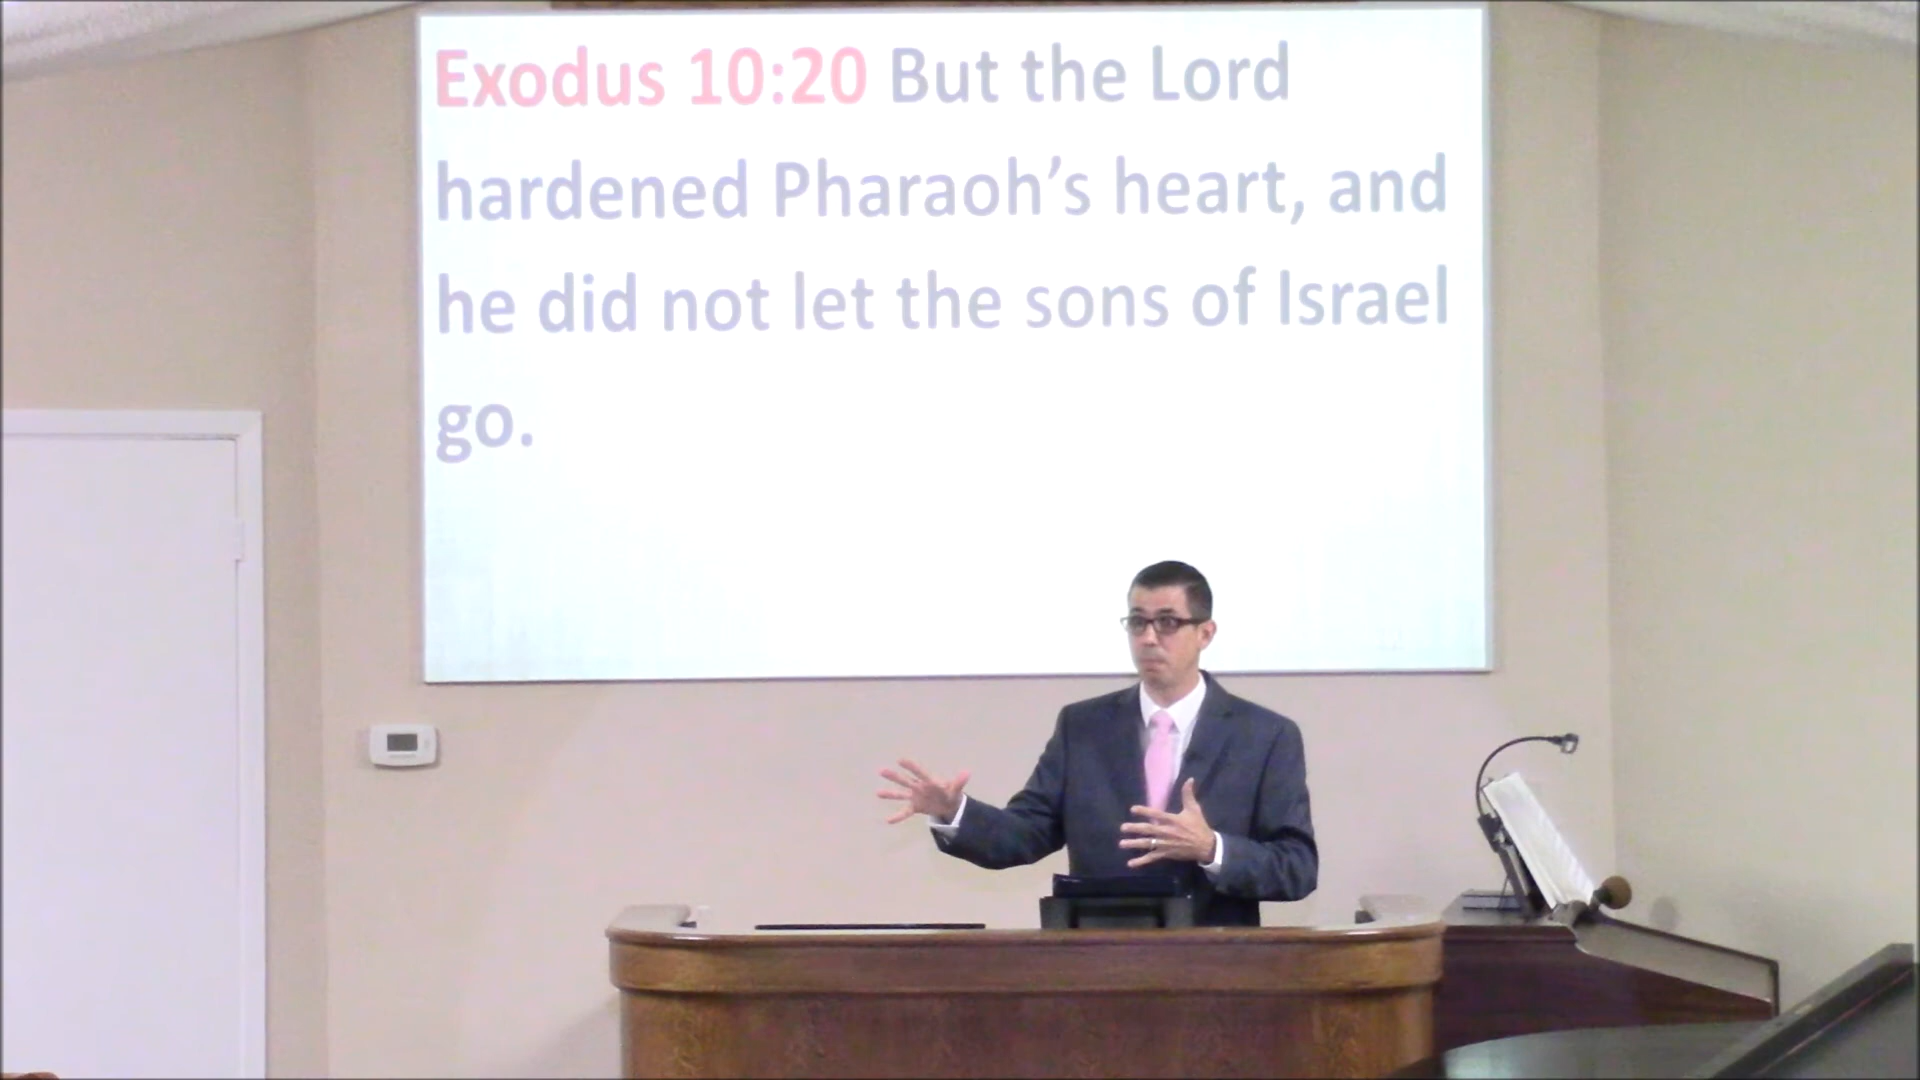 Exodus 10:20 But the Lord
hardened Pharaoh’s heart, and
he did not let the sons of Israel
go.